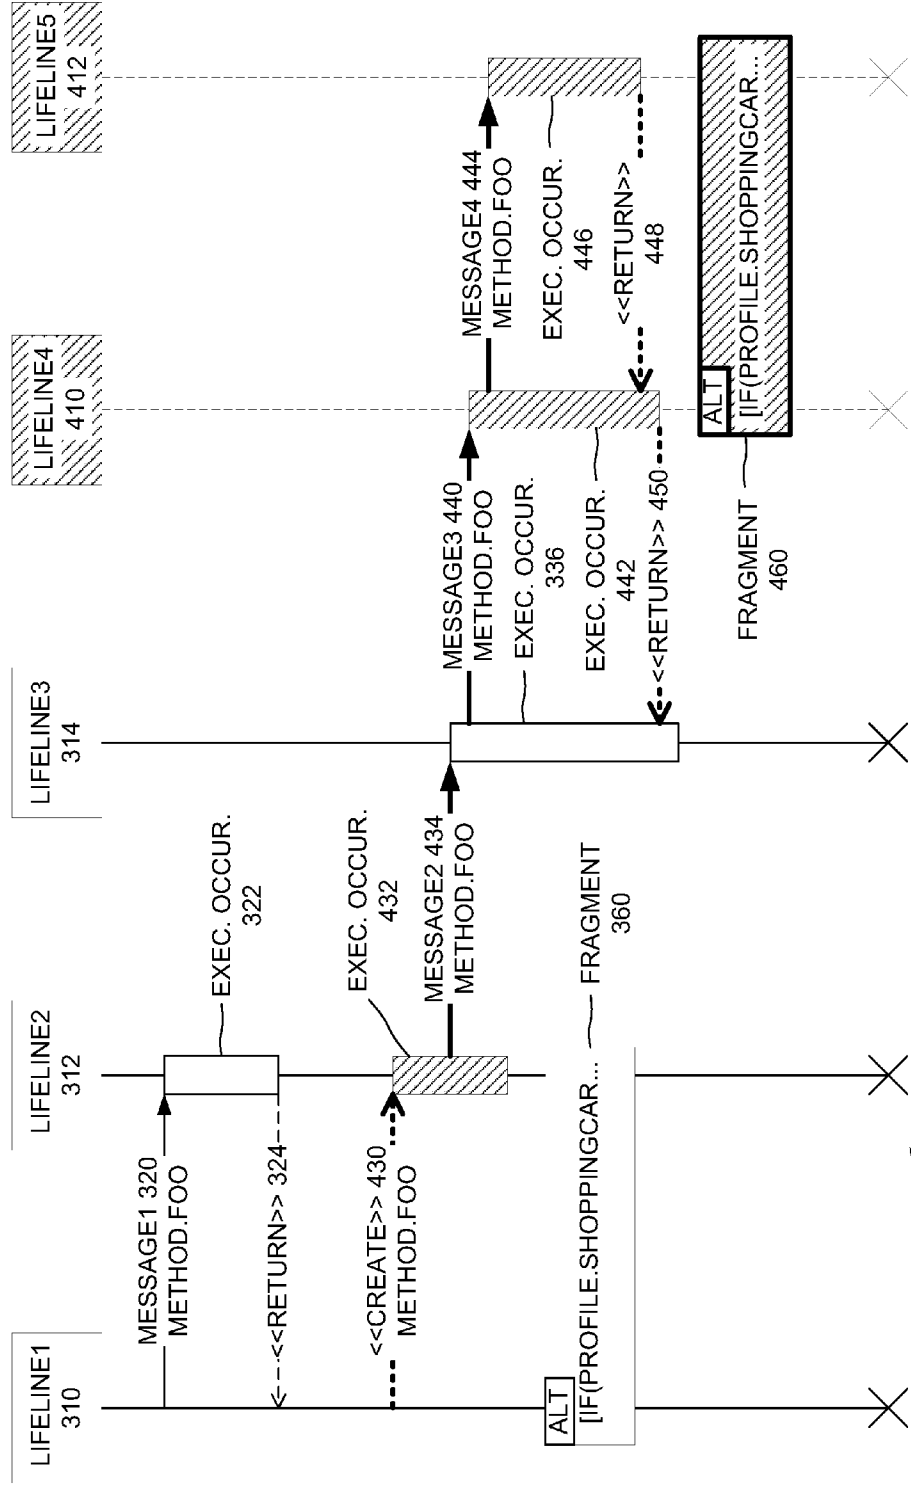 LIFELINE1
310
LIFELINE2
312
LIFELINE3
314
LIFELINE4
410
LIFELINE5
412
MESSAGE1 320
METHOD.FOO
EXEC. OCCUR.
322
<<RETURN>> 324
<<CREATE>> 430
METHOD.FOO
EXEC. OCCUR.
432
MESSAGE2 434
METHOD.FOO
MESSAGE3 440
METHOD.FOO
MESSAGE4 444
METHOD.FOO
EXEC. OCCUR.
336
EXEC. OCCUR.
446
EXEC. OCCUR.
442
<<RETURN>>
448
<<RETURN>> 450
ALT
[IF(PROFILE.SHOPPINGCAR...
FRAGMENT
360
ALT
[IF(PROFILE.SHOPPINGCAR...
FRAGMENT
460